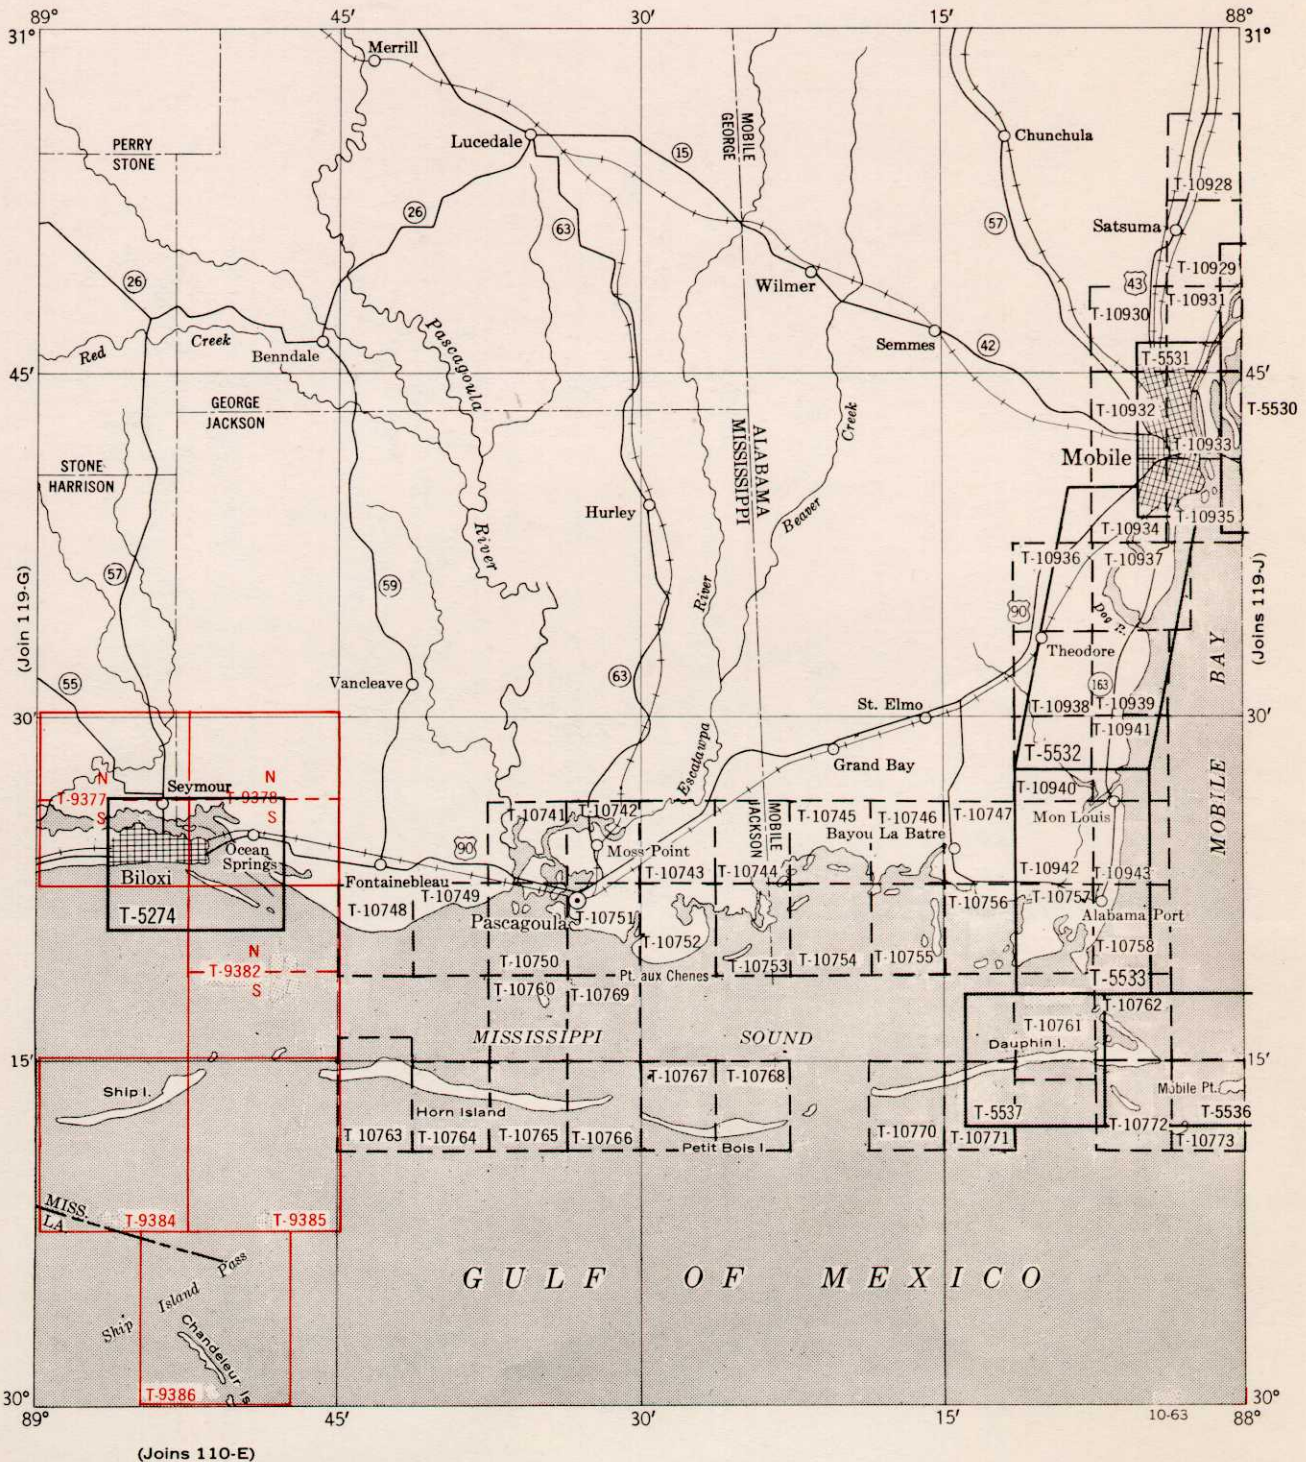 89°
45′
30′
15′
88°
31°
31°
Merrill
Lucedale
Chunchula
PERRY
STONE
MOBILE
GEORGE
15
T-10928
26
63
57
Satsuma
26
Wilmer
T-10929
43
T-10931
T-10930
Pascagoula
Red
Creek
Benndale
Semmes
42
T-5531
45′
45′
GEORGE
JACKSON
T-10932
T-5530
ALABAMA
MISSISSIPPI
Creek
T-10933
STONE
HARRISON
Mobile
Hurley
Beaver
T-10935
T-10934
River
T-10936
T-10937
(Join 119-G)
57
59
River
(Joins 119-J)
90
Dog R.
Theodore
BAY
Vancleave
63
163
55
St. Elmo
T-10938
T-10939
30′
30′
T-10941
T-5532
Escatawpa
Grand Bay
MOBILE
N
N
Seymour
T-9377
T-9378
T-10940
S
S
T-10741
T-10742
MOBILE
JACKSON
T-10745
T-10746
T-10747
Mon Louis
Bayou La Batre
Ocean
Springs
90
Moss Point
Biloxi
Fontainebleau
T-10743
T-10744
T-10942
T-10943
T-10749
T-10756
T-10757
T-5274
T-10748
Pascagoula
T-10751
Alabama Port
T-10752
T-10758
N
T-9382
S
T-10750
Pt. aux Chenes
T-10753
T-10754
T-10755
T-5533
T-10760
T-10769
T-10762
T-10761
MISSISSIPPI
SOUND
Dauphin I.
15′
15′
Ship I.
T-10767
T-10768
Mobile Pt.
Horn Island
T-5537
T-5536
T 10763
T-10764
T-10765
T-10766
Petit Bois I
T-10770
T-10771
T-10772
T-10773
MISS.
LA.
T-9384
T-9385
Ship Island Pass
GULF OF MEXICO
Chandeleur Is
T-9386
30°
30°
89°
45′
30′
15′
10-63
88°
(Joins 110-E)